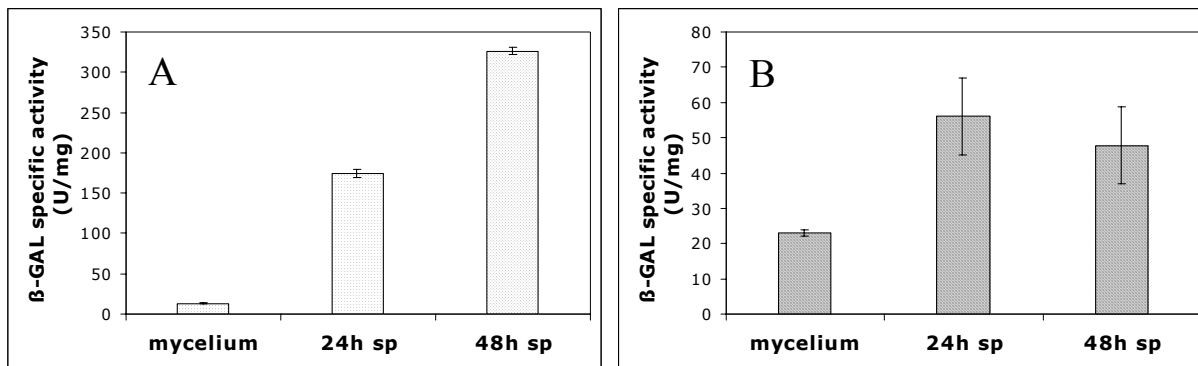 A
ß-GAL specific activity
(U/mg)
350
300
250
200
150
100
50
0
mycelium 24h sp 48h sp
B
ß-GAL specific activity
(U/mg)
80
70
60
50
40
30
20
10
0
mycelium 24h sp 48h sp